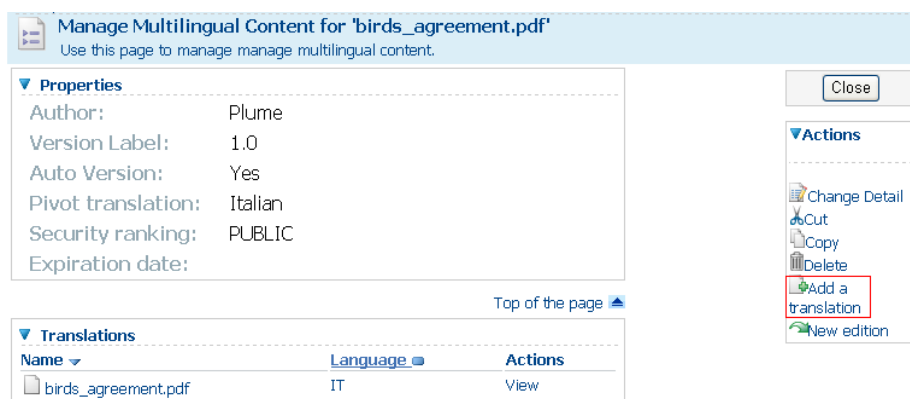 Manage Multilingual Content for 'birds_agreement.pdf'
Use this page to manage manage multilingual content.
Properties
Author: Plume
Version Label: 1.0
Auto Version: Yes
Pivot translation: Italian
Security ranking: PUBLIC
Expiration date:
Top of the page
Translations
Name Language Actions
birds_agreement.pdf IT View
Close
Actions
Change Detail
Cut
Copy
Delete
Add a
translation
New edition